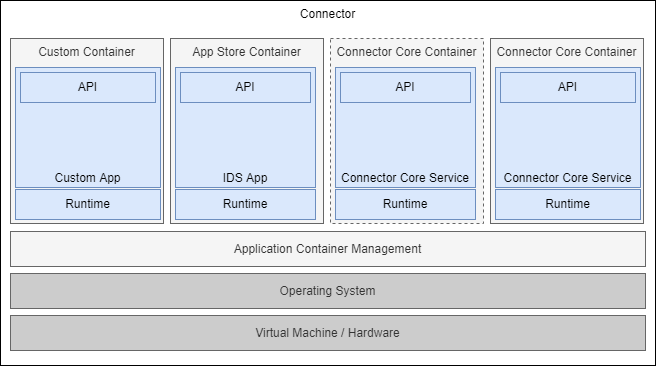 Connector
Custom Container
API
Custom App
Runtime
App Store Container
API
IDS App
Runtime
Connector Core Container
API
Connector Core Service
Runtime
Connector Core Container
API
Connector Core Service
Runtime
Application Container Management
Operating System
Virtual Machine / Hardware